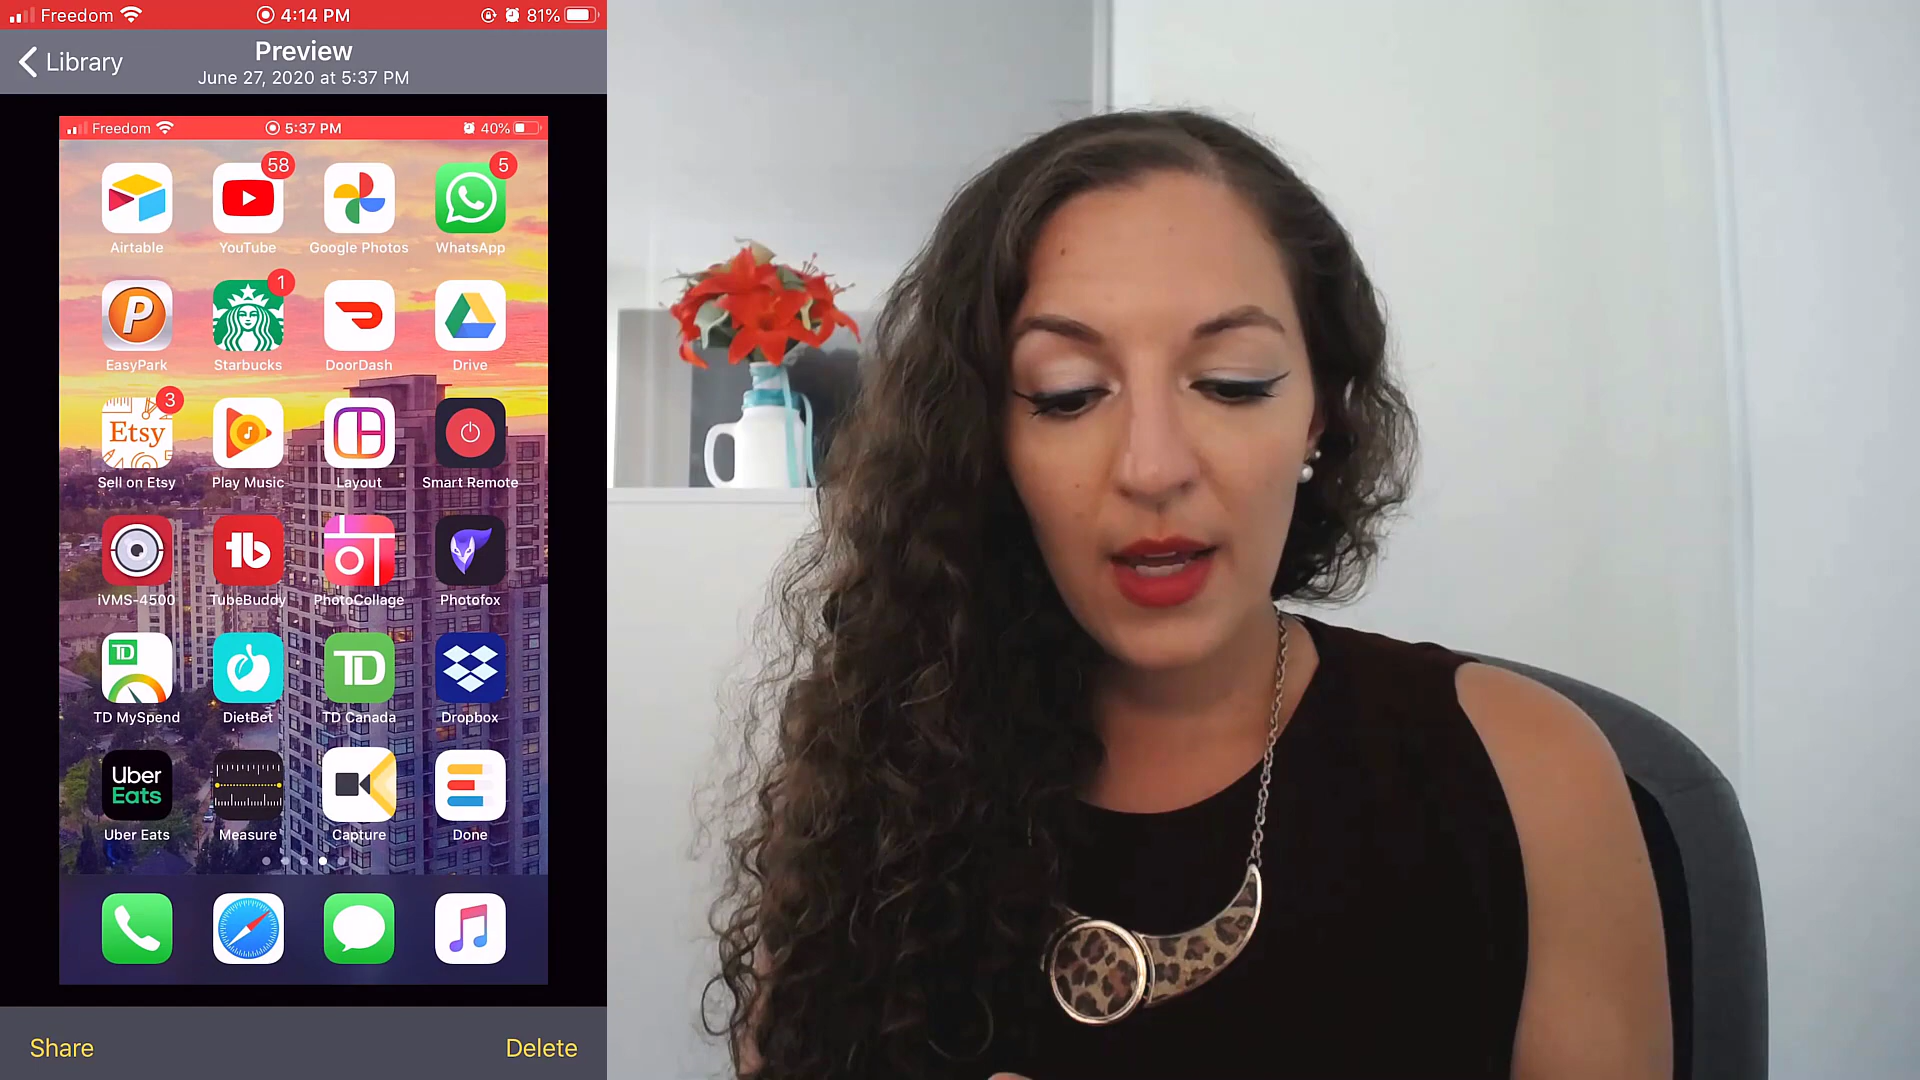 Freedom 4:14 PM 81%
Library
Preview
June 27, 2020 at 5:37 PM
Freedom 5:37 PM 40%
58 5
Airtable YouTube Google Photos WhatsApp
P 1
EasyPark Starbucks DoorDash Drive
Etsy 3
Sell on Etsy Play Music Layout Smart Remote
tb
iVMS-4500 TubeBuddy PhotoCollage Photofox
TD TD
TD MySpend DietBet TD Canada Dropbox
Uber
Eats
Uber Eats Measure Capture Done
Share Delete